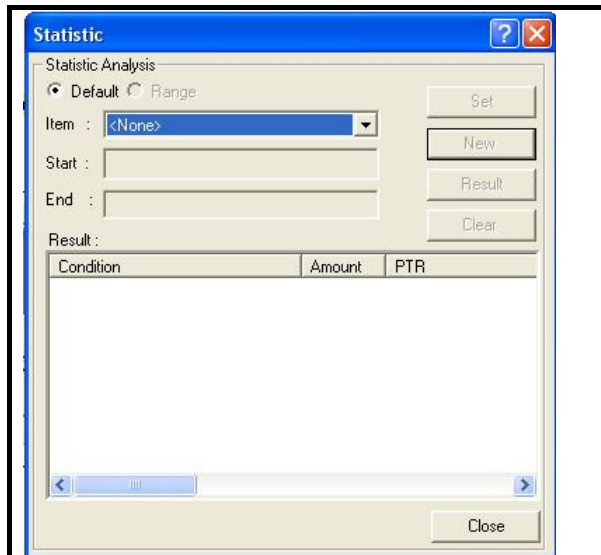 Statistic
Statistic Analysis
Default Range
Set
Item : <None>
New
Start :
Result
End :
Clear
Result :
Condition Amount PTR
Close